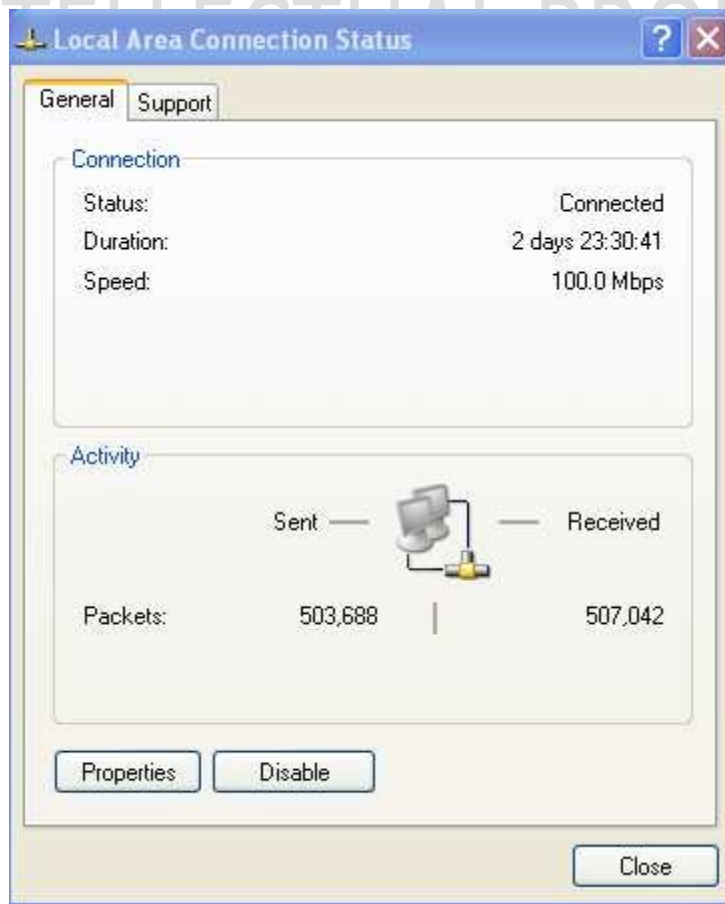 Local Area Connection Status
General Support
Connection
Status: Connected
Duration: 2 days 23:30:41
Speed: 100.0 Mbps
Activity
Sent Received
Packets: 503,688 507,042
Properties Disable
Close